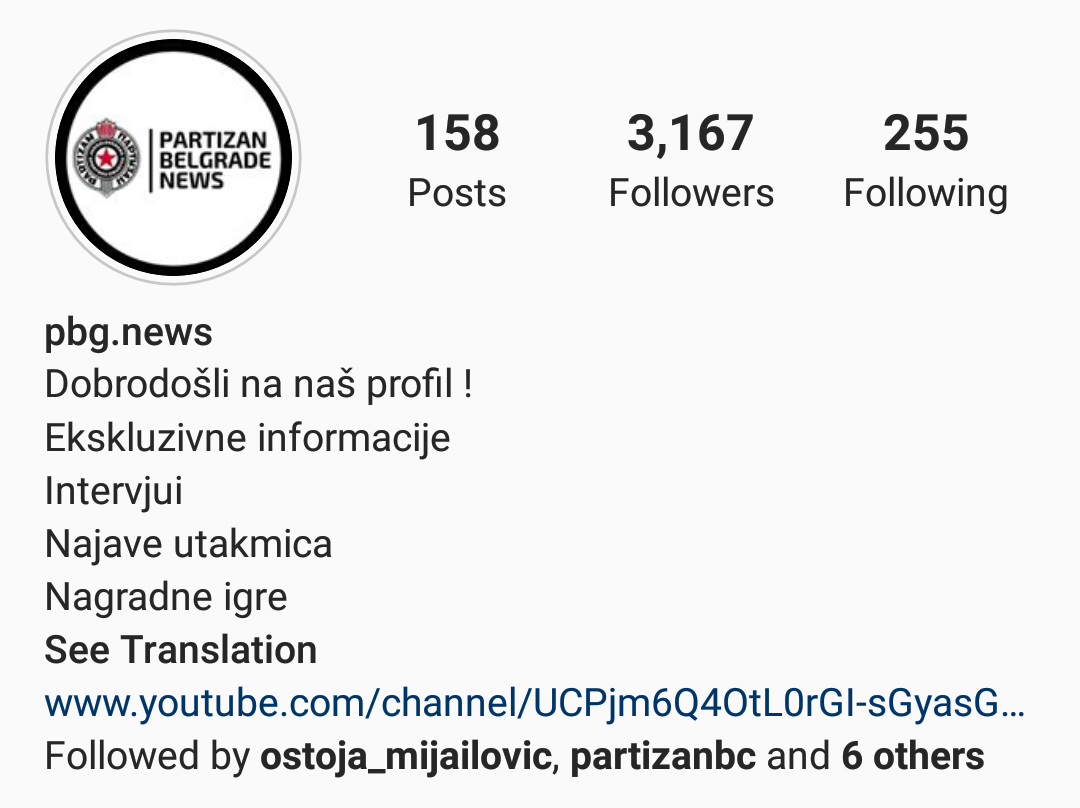 PARTIZAN
BELGRADE
NEWS
PARTIZAN
ПАРТИЗАН
158
Posts
3,167
Followers
255
Following
pbg.news
Dobrodošli na naš profil !
Ekskluzivne informacije
Intervjui
Najave utakmica
Nagradne igre
See Translation
www.youtube.com/channel/UCPjm6Q4OtL0rGI-sGyasG…
Followed by ostoja_mijailovic, partizanbc and 6 others